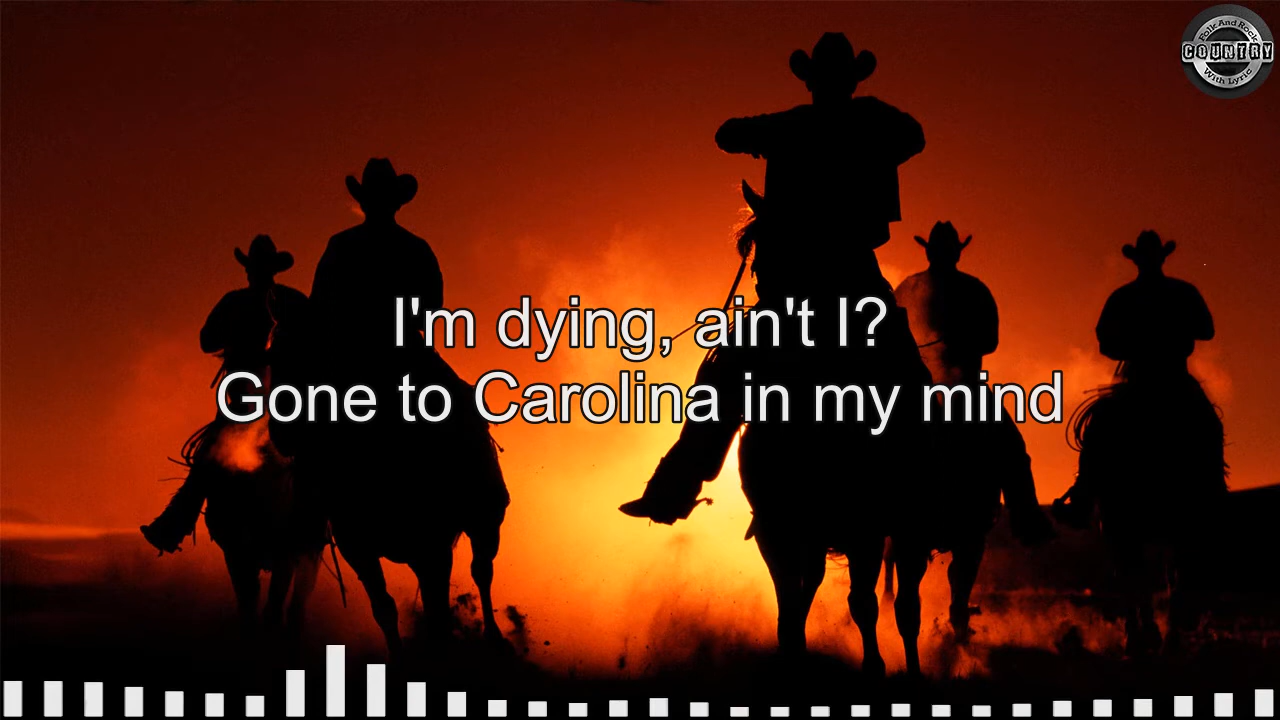 Folk And Rock
COUNTRY
With Lyric
I'm dying, ain't I?
Gone to Carolina in my mind